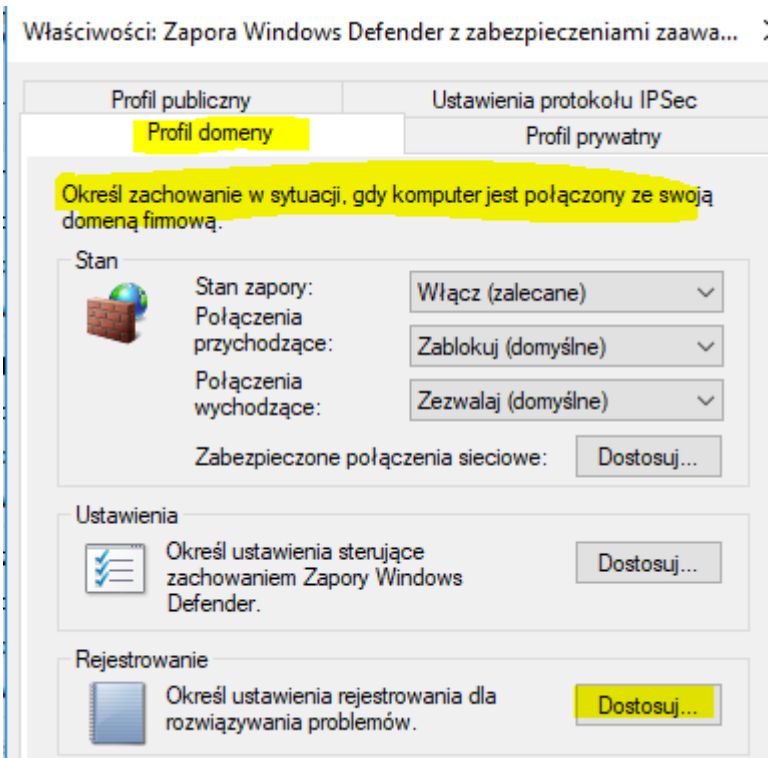 Właściwości: Zapora Windows Defender z zabezpieczeniami zaawa...
Profil publiczny
Ustawienia protokołu IPSec
Profil domeny
Profil prywatny
Określ zachowanie w sytuacji, gdy komputer jest połączony ze swoją
domeną firmową.
Stan
Stan zapory:
Włącz (zalecane)
Połączenia
przychodzące:
Zablokuj (domyślne)
Połączenia
wychodzące:
Zezwalaj (domyślne)
Zabezpieczone połączenia sieciowe:
Dostosuj...
Ustawienia
Określ ustawienia sterujące
zachowaniem Zapory Windows
Defender.
Dostosuj...
Rejestrowanie
Określ ustawienia rejestrowania dla
rozwiązywania problemów.
Dostosuj...